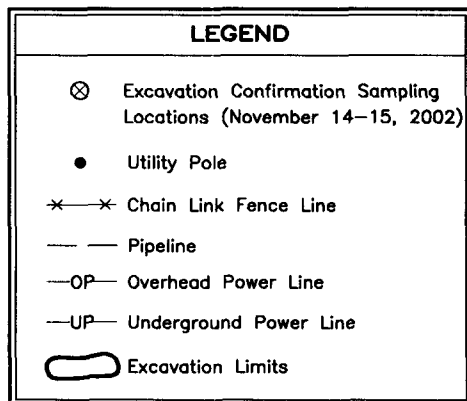 LEGEND
Excavation Confirmation Sampling
Locations (November 14-15, 2002)
Utility Pole
Chain Link Fence Line
Pipeline
OP Overhead Power Line
UP Underground Power Line
Excavation Limits